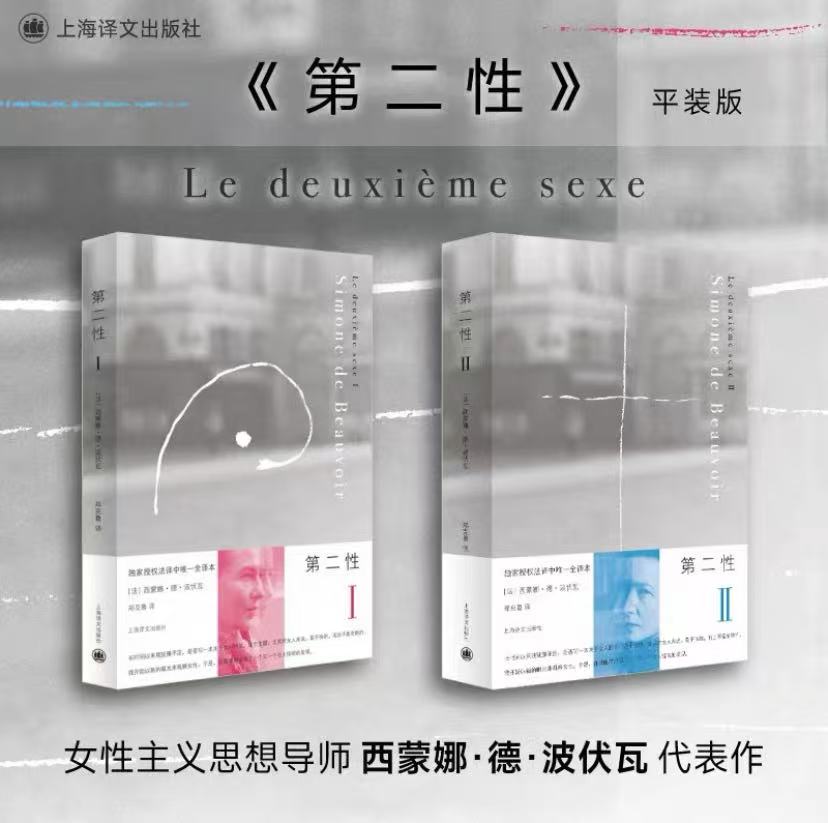 上海译文出版社
《第二性》 平装版
Le deuxième sexe
第二性 I
[法] 西蒙娜·德·波伏瓦
郑克鲁 译
上海译文出版社
Le deuxième sexe I
Simone de Beauvoir
独家授权法译中唯一全译本
[法] 西蒙娜·德·波伏瓦
郑克鲁 译
上海译文出版社
第二性
I
第二性 II
[法] 西蒙娜·德·波伏瓦
郑克鲁 译
上海译文出版社
Le deuxième sexe II
Simone de Beauvoir
独家授权法译中唯一全译本
[法] 西蒙娜·德·波伏瓦
郑克鲁 译
上海译文出版社
第二性
II
女性主义思想导师 西蒙娜·德·波伏瓦 代表作